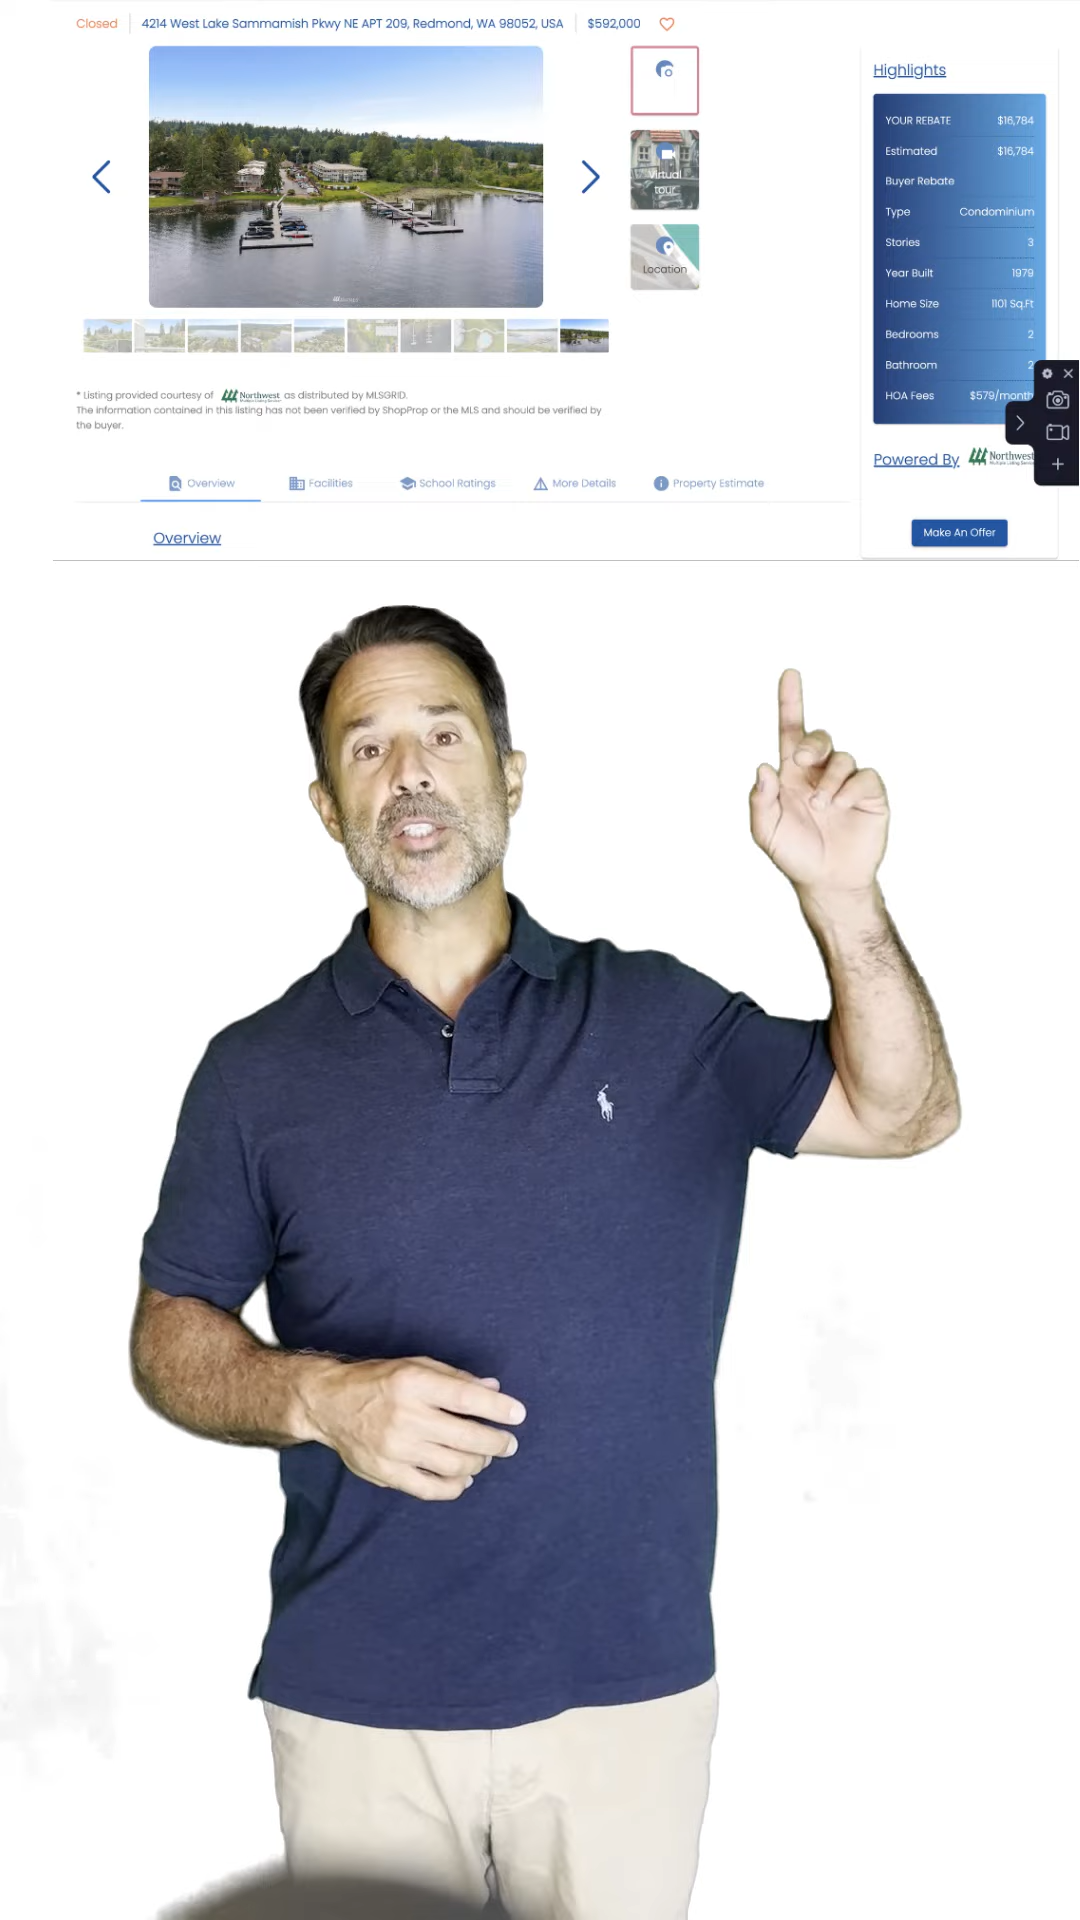 Closed
4214 West Lake Sammamish Pkwy NE APT 209, Redmond, WA 98052, USA
$592,000
Virtual
tour
Location
* Listing provided courtesy of Northwest as distributed by MLSGRID.
The information contained in this listing has not been verified by ShopProp or the MLS and should be verified by
the buyer.
Overview
Facilities
School Ratings
More Details
Property Estimate
Overview
Highlights
YOUR REBATE $16,784
Estimated $16,784
Buyer Rebate
Type Condominium
Stories 3
Year Built 1979
Home Size 1101 Sq.Ft
Bedrooms 2
Bathroom 2
HOA Fees $579/month
Powered By Northwest
Make An Offer